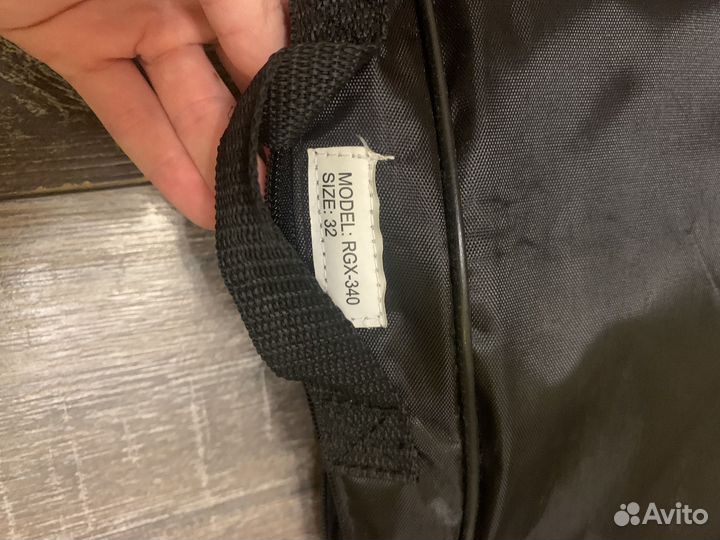 MODEL: RGX-340
SIZE: 32
Avito